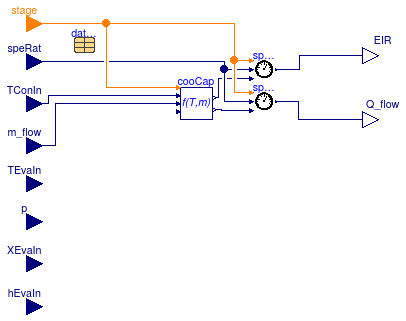 stage
dat...
EIR
speRat
sp...
cooCap
TConIn
f(T,m)
sp...
Q_flow
m_flow
TEvaIn
p
XEvaIn
hEvaIn